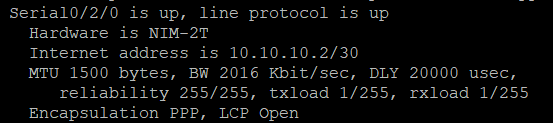 Serial0/2/0 is up, line protocol is up
Hardware is NIM-2T
Internet address is 10.10.10.2/30
MTU 1500 bytes, BW 2016 Kbit/sec, DLY 20000 usec,
reliability 255/255, txload 1/255, rxload 1/255
Encapsulation PPP, LCP Open